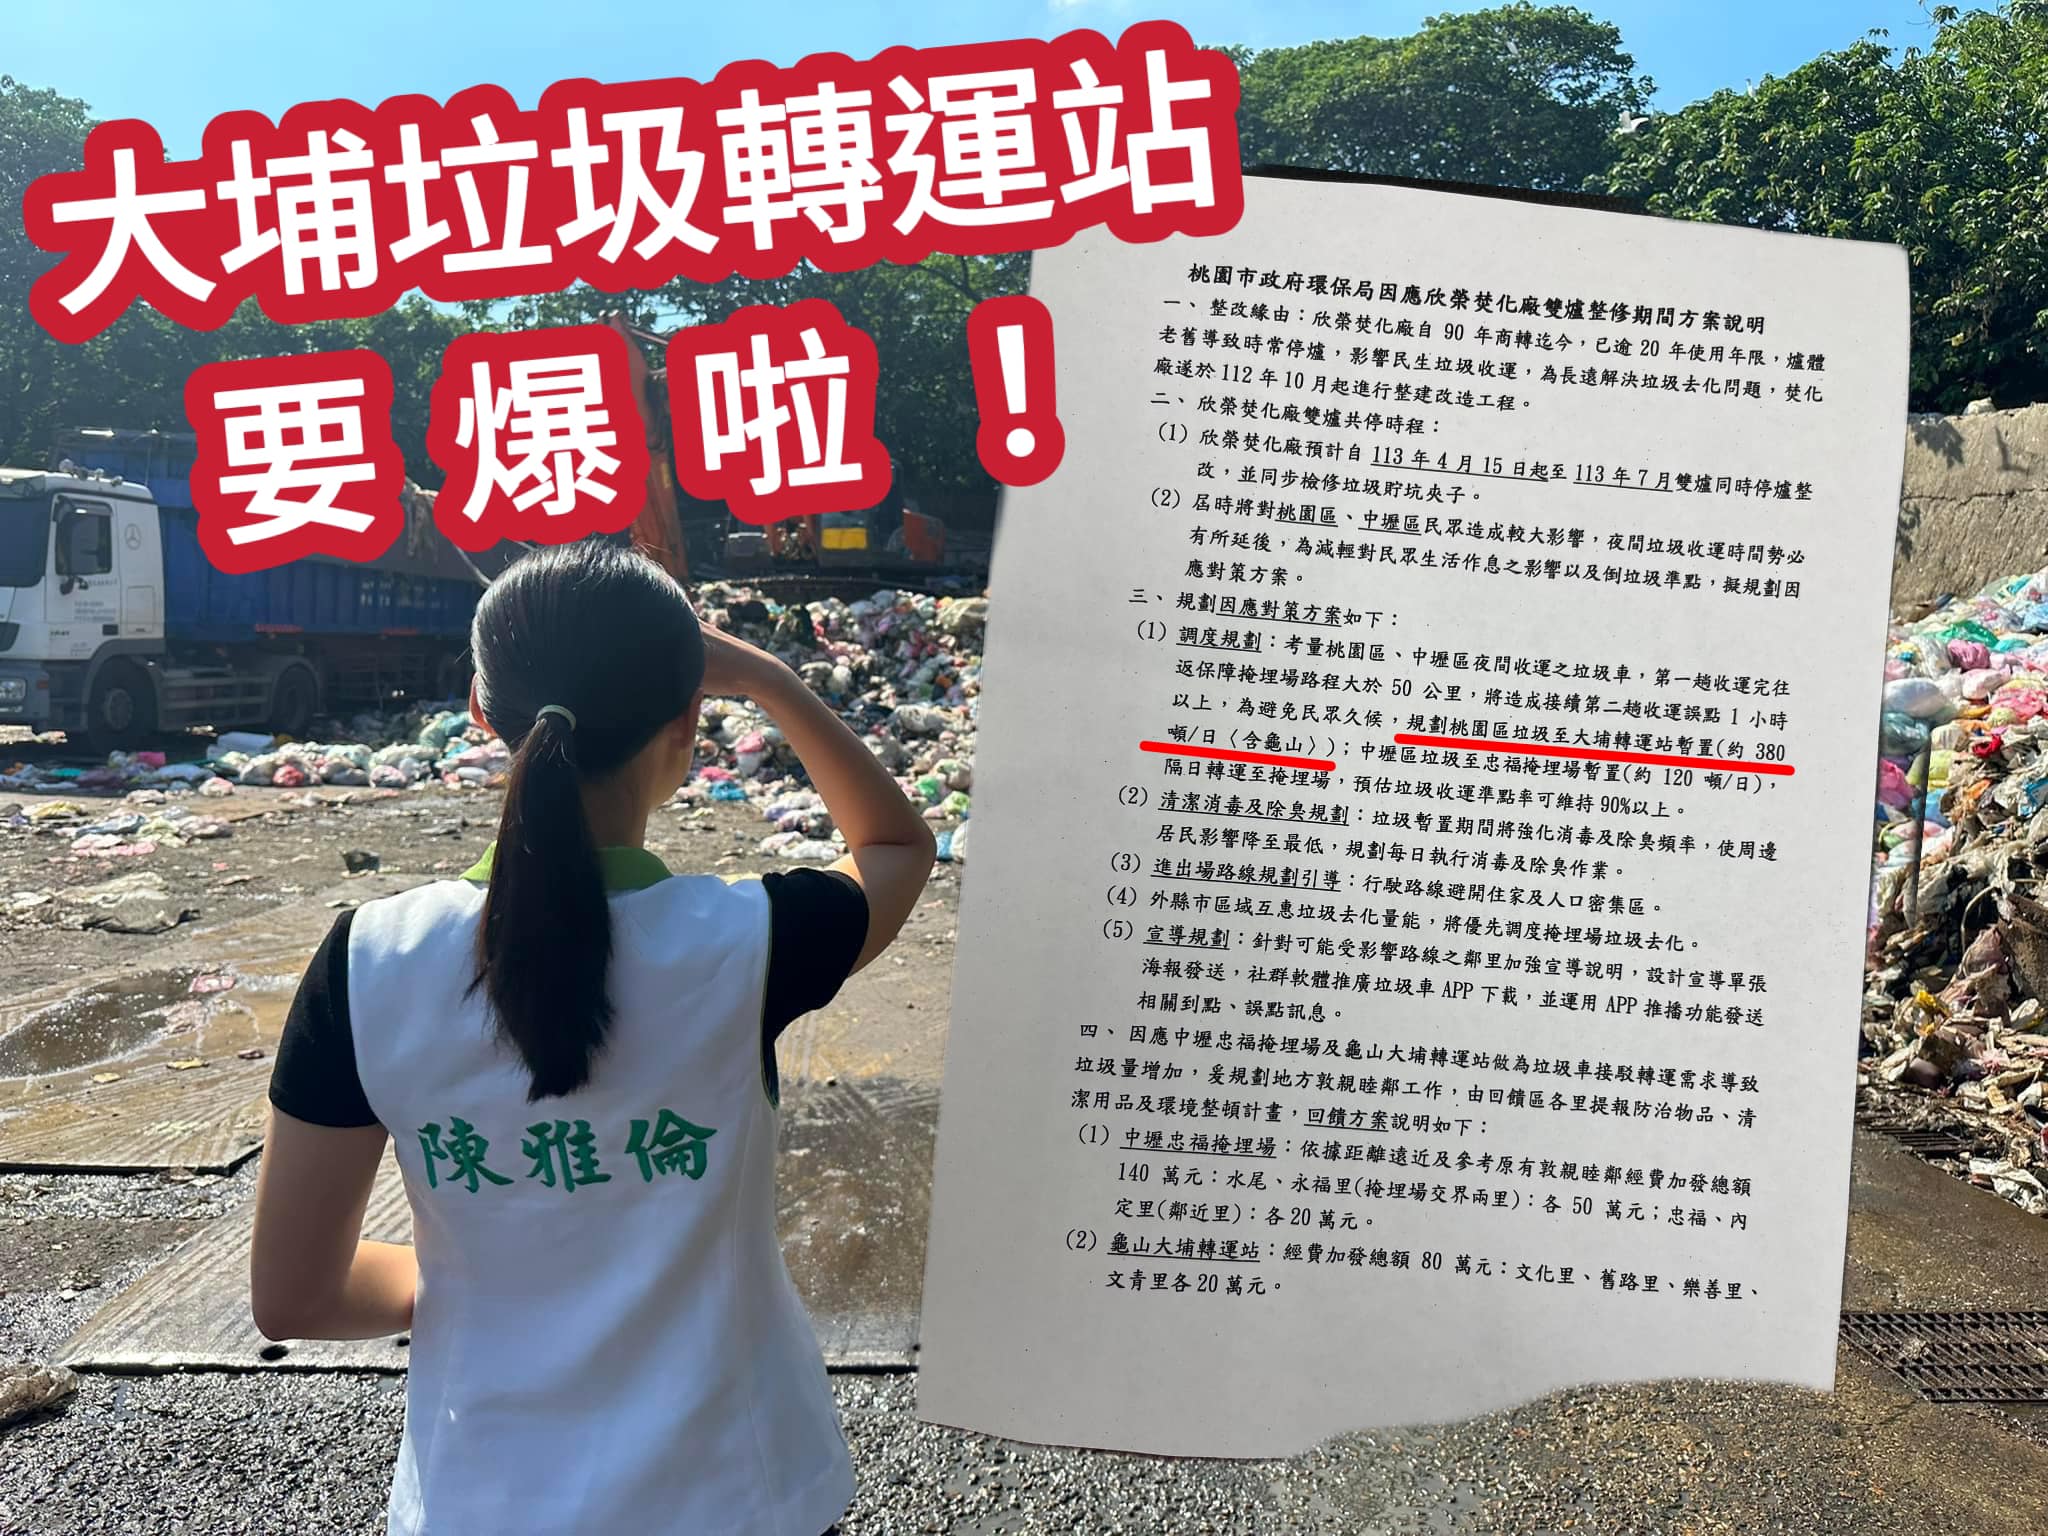 大埔垃圾轉運站
要爆啦！
桃園市政府環保局因應欣榮焚化廠雙爐整修期間方案說明
一、整改緣由：欣榮焚化廠自 90 年商轉迄今，已逾 20 年使用年限，爐體
老舊導致時常停爐，影響民生垃圾收運，為長遠解決垃圾去化問題，焚化
廠遂於 112 年 10 月起進行整建改造工程。
二、欣榮焚化廠雙爐共停時程：
(1) 欣榮焚化廠預計自 113 年 4 月 15 日起至 113 年 7 月雙爐同時停爐整
改，並同步檢修垃圾貯坑夾子。
(2) 屆時將對桃園區、中壢區民眾造成較大影響，夜間垃圾收運時間勢必
有所延後，為減輕對民眾生活作息之影響以及倒垃圾準點，擬規劃因
應對策方案。
三、規劃因應對策方案如下：
(1) 調度規劃：考量桃園區、中壢區夜間收運之垃圾車，第一趟收運完往
返保障掩埋場路程大於 50 公里，將造成接續第二趟收運誤點 1 小時
以上，為避免民眾久候，規劃桃園區垃圾至大埔轉運站暫置(約 380
噸/日〈含龜山〉)；中壢區垃圾至忠福掩埋場暫置(約 120 噸/日)，
隔日轉運至掩埋場，預估垃圾收運準點率可維持 90%以上。
(2) 清潔消毒及除臭規劃：垃圾暫置期間將強化消毒及除臭頻率，使周邊
居民影響降至最低，規劃每日執行消毒及除臭作業。
(3) 進出場路線規劃引導：行駛路線避開住家及人口密集區。
(4) 外縣市區域互惠垃圾去化量能，將優先調度掩埋場垃圾去化。
(5) 宣導規劃：針對可能受影響路線之鄰里加強宣導說明，設計宣導單張
海報發送，社群軟體推廣垃圾車 APP 下載，並運用 APP 推播功能發送
相關到點、誤點訊息。
四、因應中壢忠福掩埋場及龜山大埔轉運站做為垃圾車接駁轉運需求導致
垃圾量增加，爰規劃地方敦親睦鄰工作，由回饋區各里提報防治物品、清
潔用品及環境整頓計畫，回饋方案說明如下：
(1) 中壢忠福掩埋場：依據距離遠近及參考原有敦親睦鄰經費加發總額
140 萬元：水尾、永福里(掩埋場交界兩里)：各 50 萬元；忠福、內
定里(鄰近里)：各 20 萬元。
(2) 龜山大埔轉運站：經費加發總額 80 萬元：文化里、舊路里、樂善里、
文青里各 20 萬元。
陳雅倫